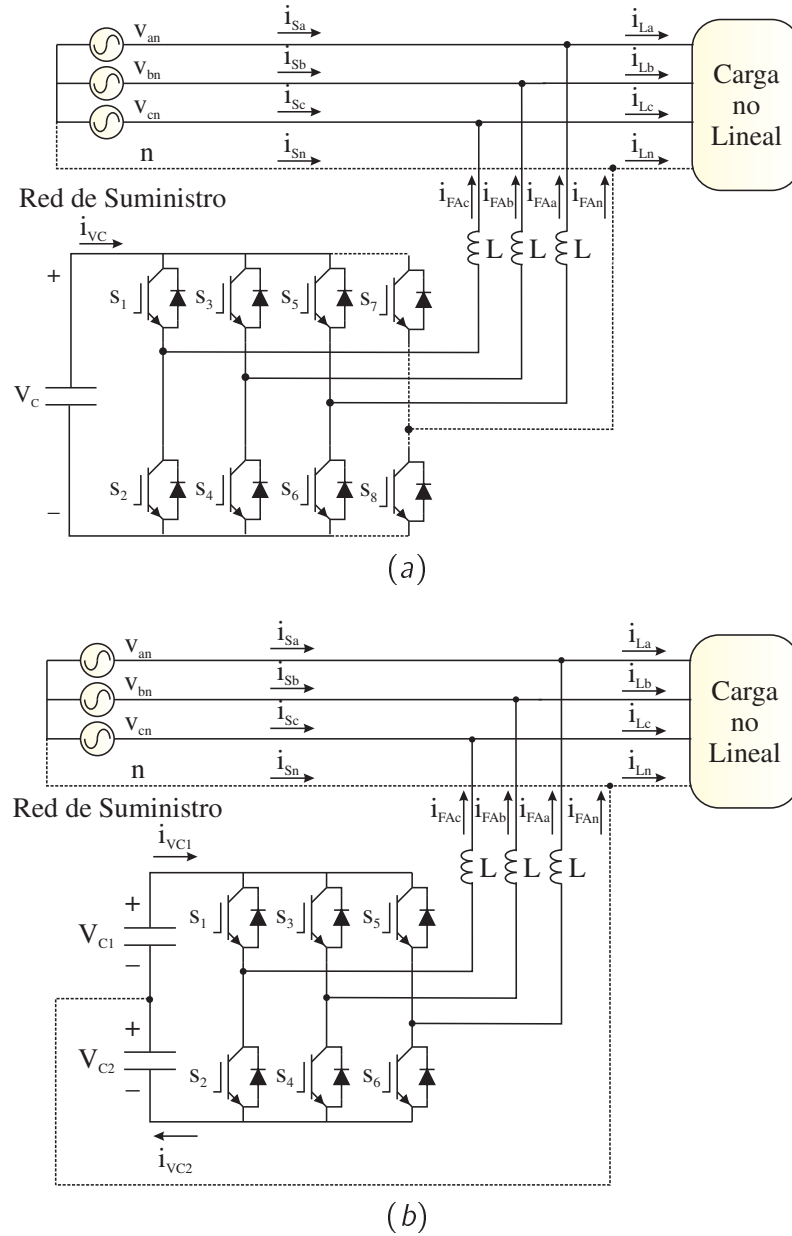 v_an i_Sa i_La
v_bn i_Sb i_Lb
v_cn i_Sc i_Lc
n i_Sn i_Ln
Carga
no
Lineal
Red de Suministro
i_FAc i_FAb i_FAa i_FAn
i_VC
L L L
+
S_1 S_3 S_5 S_7
V_C
S_2 S_4 S_6 S_8
−
(a)
v_an i_Sa i_La
v_bn i_Sb i_Lb
v_cn i_Sc i_Lc
n i_Sn i_Ln
Carga
no
Lineal
Red de Suministro
i_FAc i_FAb i_FAa i_FAn
i_VC1
L L L
+
V_C1
−
S_1 S_3 S_5
+
V_C2
−
S_2 S_4 S_6
i_VC2
(b)